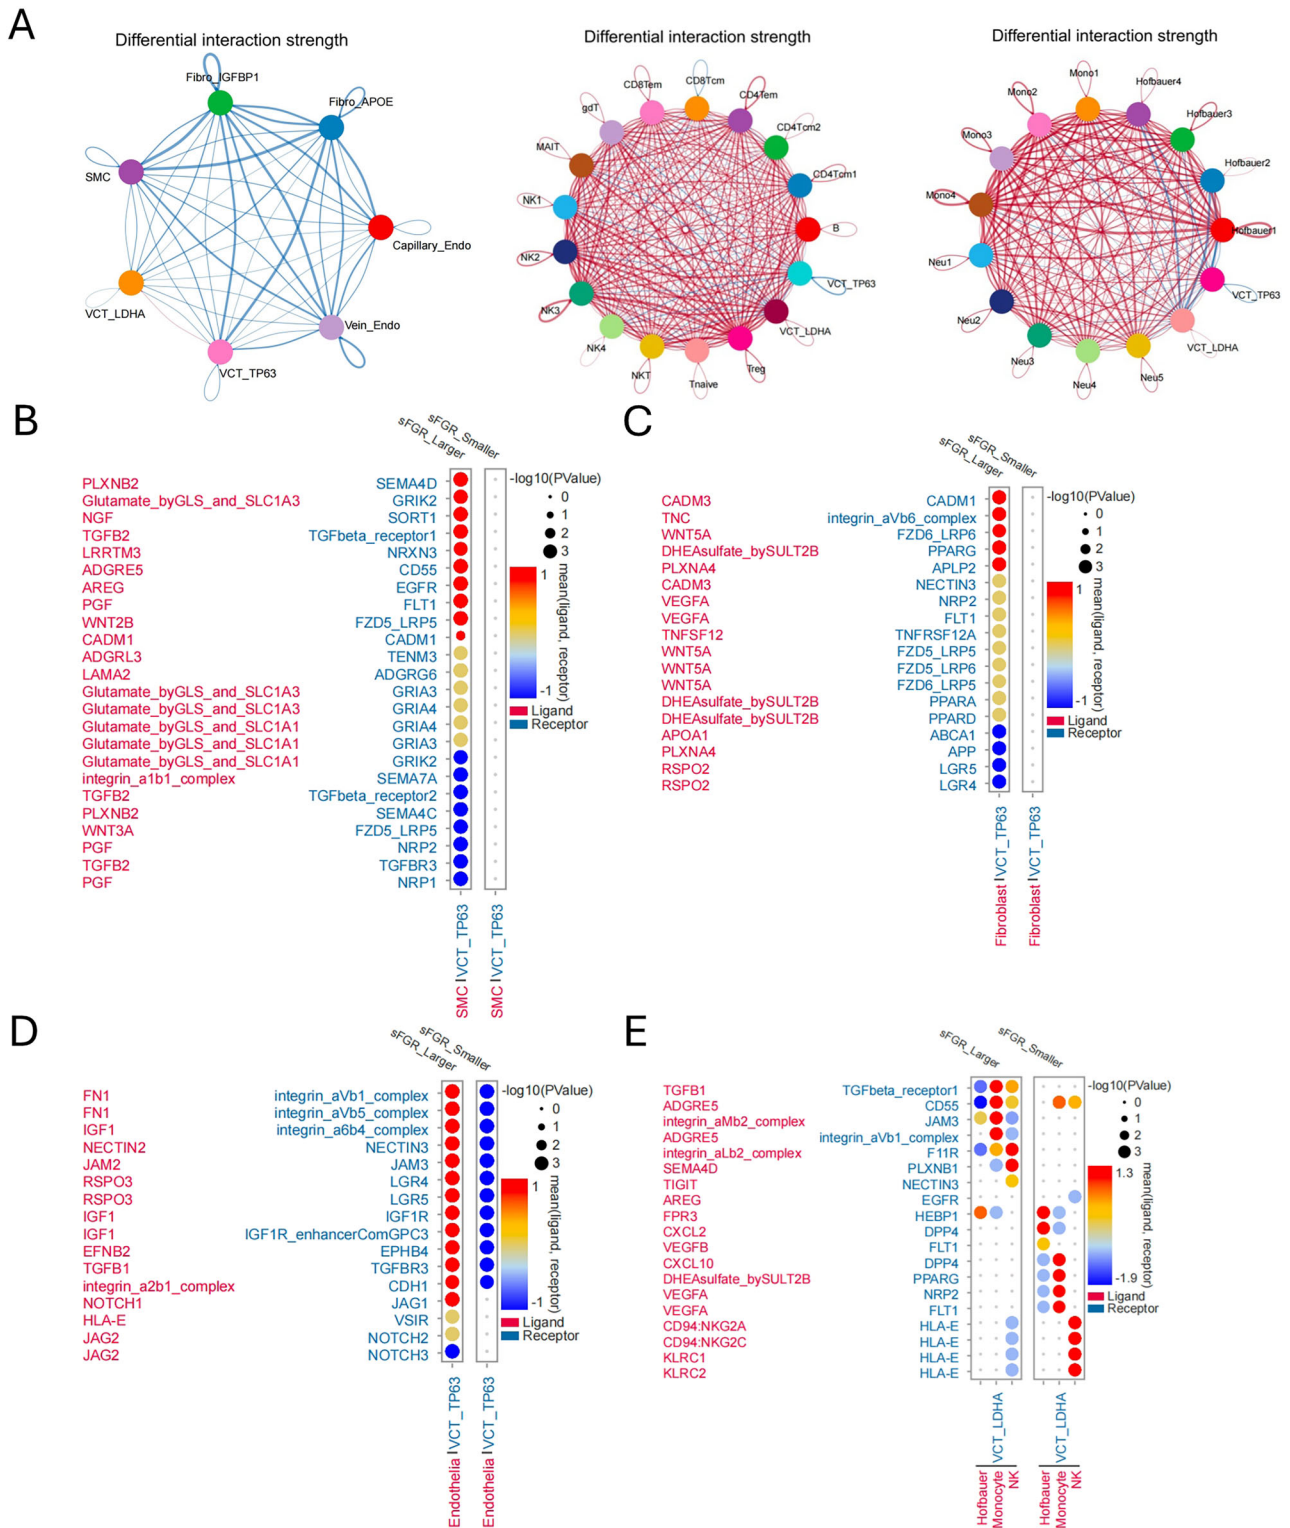 A
Differential interaction strength
Fibro_IGFBP1
Fibro_APOE
SMC
Capillary_Endo
VCT_LDHA
Vein_Endo
VCT_TP63
Differential interaction strength
CD8Tem
CD8Tcm
CD4Tem
gdT
CD4Tcm2
MAIT
CD4Tcm1
NK1
B
NK2
VCT_TP63
NK3
VCT_LDHA
NK4
Treg
NKT
Tnaive
Differential interaction strength
Mono1
Hofbauer4
Mono2
Hofbauer3
Mono3
Hofbauer2
Mono4
Hofbauer1
Neu1
VCT_TP63
Neu2
VCT_LDHA
Neu3
Neu5
Neu4
B
sFGR_Smaller
sFGR_Larger
PLXNB2 SEMA4D
Glutamate_byGLS_and_SLC1A3 GRIK2
NGF SORT1
TGFB2 TGFbeta_receptor1
LRRTM3 NRXN3
ADGRE5 CD55
AREG EGFR
PGF FLT1
WNT2B FZD5_LRP5
CADM1 CADM1
ADGRL3 TENM3
LAMA2 ADGRG6
Glutamate_byGLS_and_SLC1A3 GRIA3
Glutamate_byGLS_and_SLC1A3 GRIA4
Glutamate_byGLS_and_SLC1A1 GRIA4
Glutamate_byGLS_and_SLC1A1 GRIA3
Glutamate_byGLS_and_SLC1A1 GRIK2
integrin_a1b1_complex SEMA7A
TGFB2 TGFbeta_receptor2
PLXNB2 SEMA4C
WNT3A FZD5_LRP5
PGF NRP2
TGFB2 TGFBR3
PGF NRP1
-log10(PValue)
0
1
2
3
1
-1
mean(ligand, receptor)
Ligand
Receptor
SMC | VCT_TP63
SMC | VCT_TP63
C
sFGR_Smaller
sFGR_Larger
CADM3 CADM1
TNC integrin_aVb6_complex
WNT5A FZD6_LRP6
DHEAsulfate_bySULT2B PPARG
PLXNA4 APLP2
CADM3 NECTIN3
VEGFA NRP2
VEGFA FLT1
TNFSF12 TNFRSF12A
WNT5A FZD5_LRP5
WNT5A FZD5_LRP6
WNT5A FZD6_LRP5
DHEAsulfate_bySULT2B PPARA
DHEAsulfate_bySULT2B PPARD
APOA1 ABCA1
PLXNA4 APP
RSPO2 LGR5
RSPO2 LGR4
-log10(PValue)
0
1
2
3
1
-1
mean(ligand, receptor)
Ligand
Receptor
Fibroblast | VCT_TP63
Fibroblast | VCT_TP63
D
sFGR_Smaller
sFGR_Larger
FN1 integrin_aVb1_complex
FN1 integrin_aVb5_complex
IGF1 integrin_a6b4_complex
NECTIN2 NECTIN3
JAM2 JAM3
RSPO3 LGR4
RSPO3 LGR5
IGF1 IGF1R
IGF1 IGF1R_enhancerComGPC3
EFNB2 EPHB4
TGFB1 TGFBR3
integrin_a2b1_complex CDH1
NOTCH1 JAG1
HLA-E VSIR
JAG2 NOTCH2
JAG2 NOTCH3
-log10(PValue)
0
1
2
3
1
-1
mean(ligand, receptor)
Ligand
Receptor
Endothelia | VCT_TP63
Endothelia | VCT_TP63
E
sFGR_Larger
sFGR_Smaller
TGFB1 TGFbeta_receptor1
ADGRE5 CD55
integrin_aMb2_complex JAM3
ADGRE5 integrin_aVb1_complex
integrin_aLb2_complex F11R
SEMA4D PLXNB1
TIGIT NECTIN3
AREG EGFR
FPR3 HEBP1
CXCL2 DPP4
VEGFB FLT1
CXCL10 DPP4
DHEAsulfate_bySULT2B PPARG
VEGFA NRP2
VEGFA FLT1
CD94:NKG2A HLA-E
CD94:NKG2C HLA-E
KLRC1 HLA-E
KLRC2 HLA-E
-log10(PValue)
0
1
2
3
1.3
-1.9
mean(ligand, receptor)
Ligand
Receptor
VCT_LDHA
VCT_LDHA
Hofbauer
Monocyte
NK
Hofbauer
Monocyte
NK